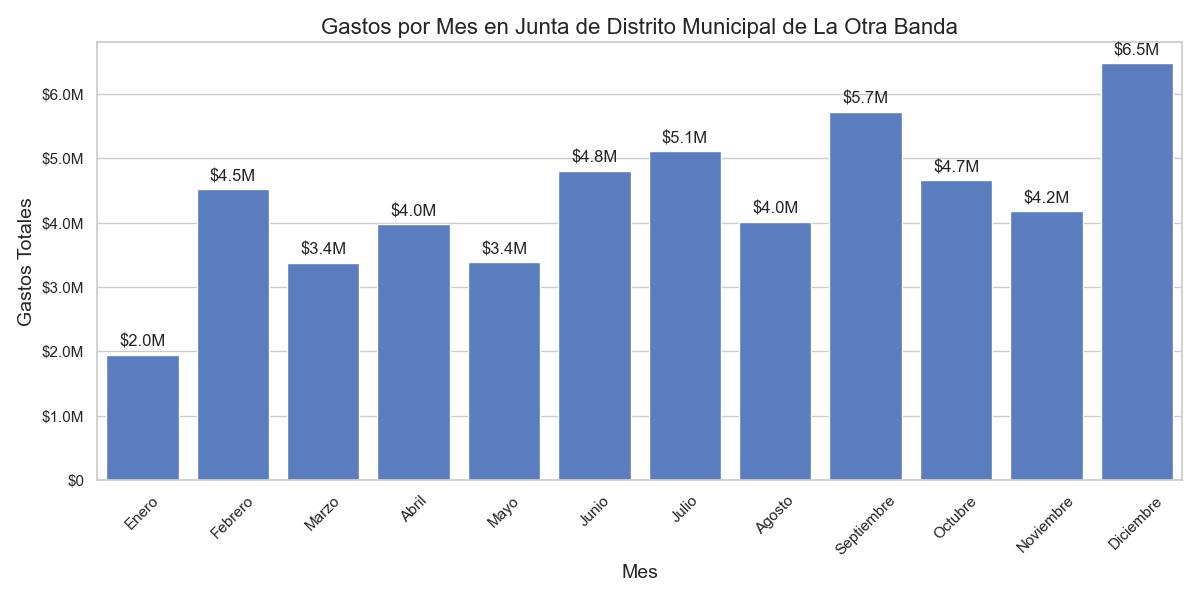 Gastos por Mes en Junta de Distrito Municipal de La Otra Banda
Gastos Totales
$6.0M
$5.0M
$4.0M
$3.0M
$2.0M
$1.0M
$0
$2.0M
$4.5M
$3.4M
$4.0M
$3.4M
$4.8M
$5.1M
$4.0M
$5.7M
$4.7M
$4.2M
$6.5M
Enero
Febrero
Marzo
Abril
Mayo
Junio
Julio
Agosto
Septiembre
Octubre
Noviembre
Diciembre
Mes